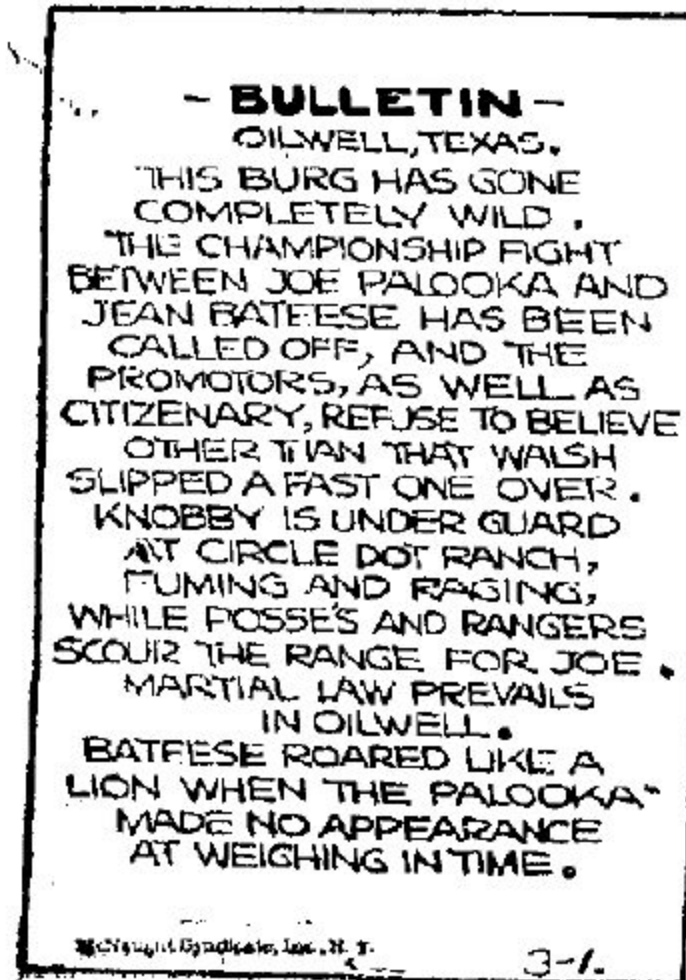 - BULLETIN -
OILWELL, TEXAS.
THIS BURG HAS GONE
COMPLETELY WILD.
THE CHAMPIONSHIP FIGHT
BETWEEN JOE PALOOKA AND
JEAN BATEESE HAS BEEN
CALLED OFF, AND THE
PROMOTORS, AS WELL AS
CITIZENARY, REFUSE TO BELIEVE
OTHER THAN THAT WALSH
SLIPPED A FAST ONE OVER.
KNOBBY IS UNDER GUARD
AT CIRCLE DOT RANCH,
FUMING AND RAGING,
WHILE POSSE'S AND RANGERS
SCOUR THE RANGE FOR JOE.
MARTIAL LAW PREVAILS
IN OILWELL.
BATEESE ROARED LIKE A
LION WHEN THE PALOOKA
MADE NO APPEARANCE
AT WEIGHING IN TIME.
McNaught Syndicate, Inc., N. Y.
3-1.